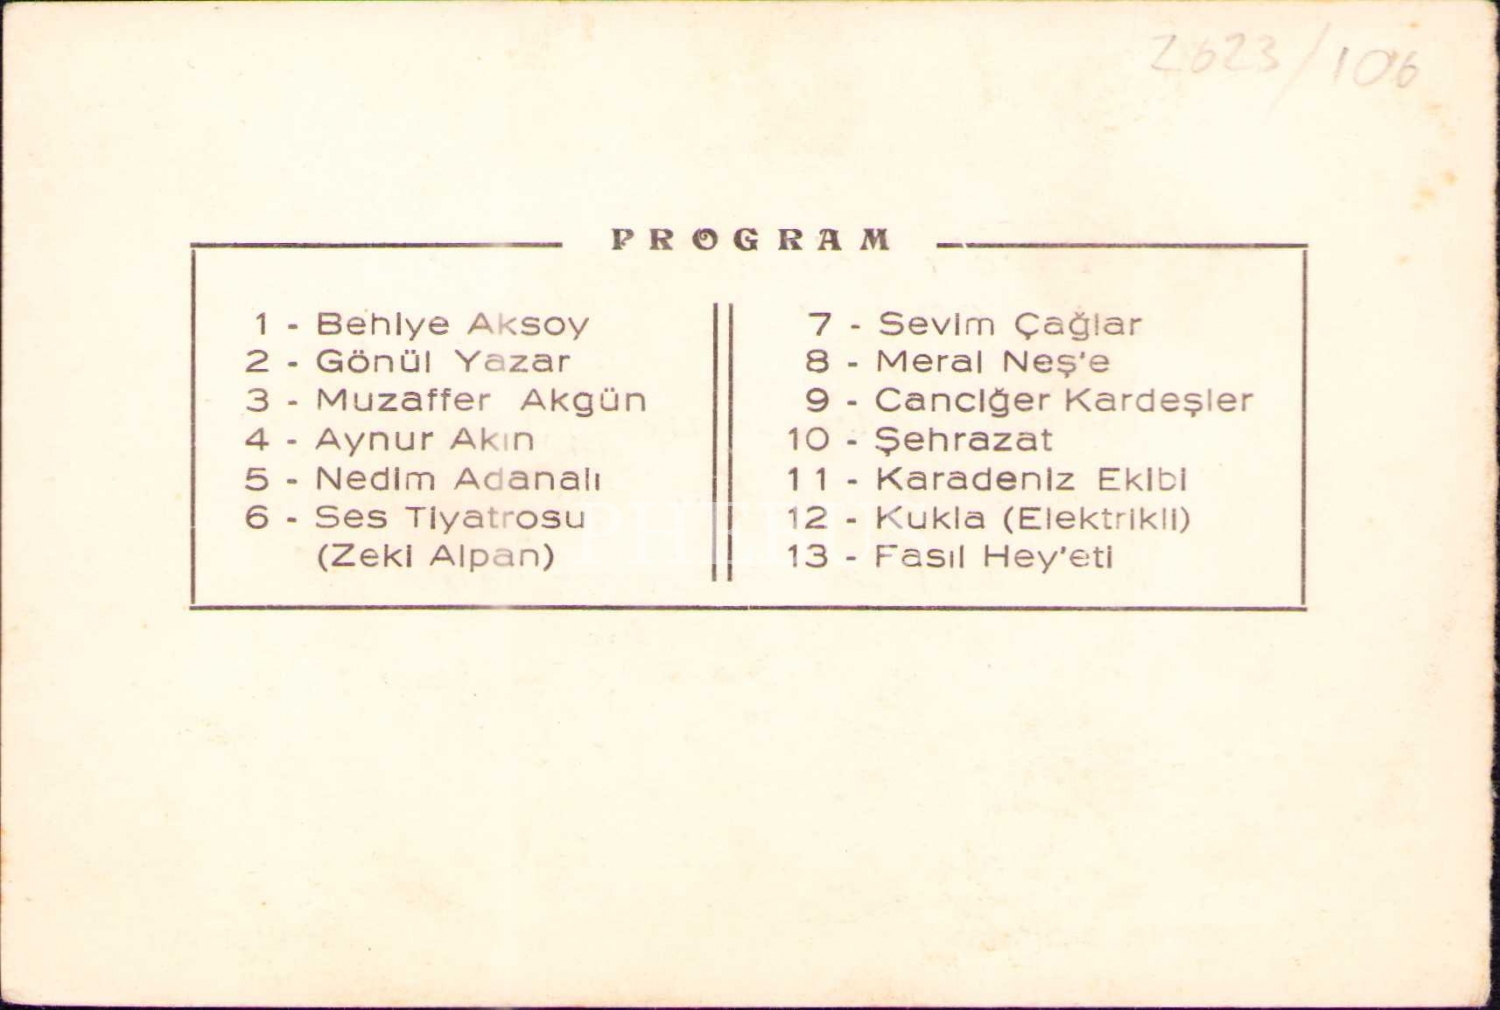 2623/106
PROGRAM
1 - Behiye Aksoy
2 - Gönül Yazar
3 - Muzaffer Akgün
4 - Aynur Akın
5 - Nedim Adanalı
6 - Ses Tiyatrosu
(Zeki Alpan)
7 - Sevim Çağlar
8 - Meral Neş'e
9 - Canciğer Kardeşler
10 - Şehrazat
11 - Karadeniz Ekibi
12 - Kukla (Elektrikli)
13 - Fasıl Hey'eti